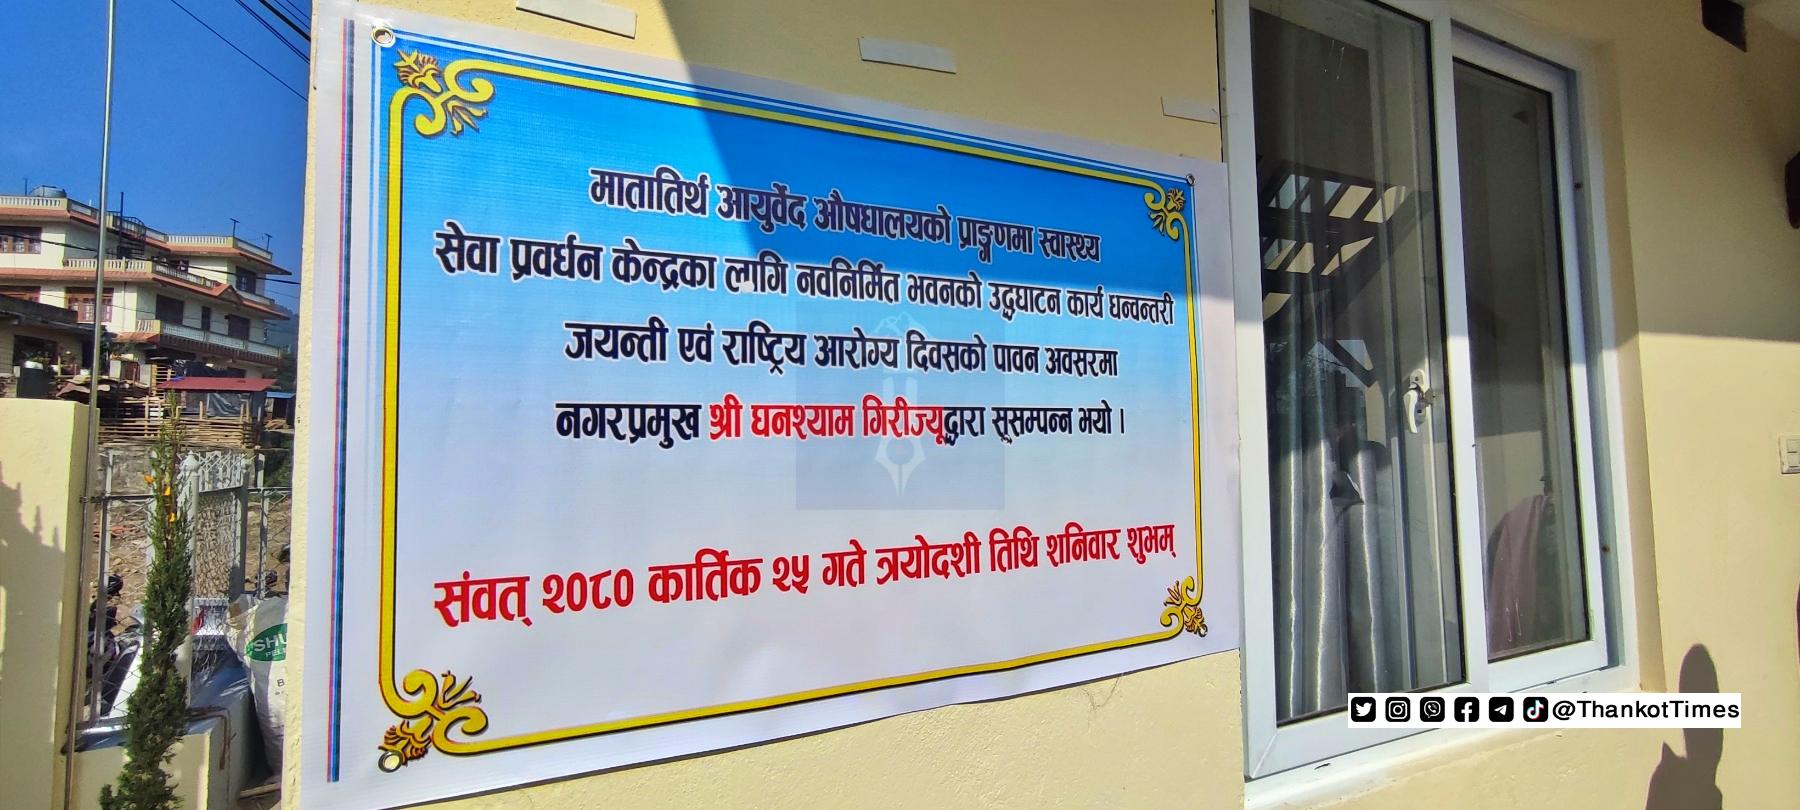 मातातिर्थ आयुर्वेद औषधालयको प्राङ्गणमा स्वास्थ्य
सेवा प्रवर्धन केन्द्रका लागि नवनिर्मित भवनको उद्घघाटन कार्य धन्वन्तरी
जयन्ती एवं राष्ट्रिय आरोग्य दिवसको पावन अवसरमा
नगरप्रमुख श्री घनश्याम गिरीज्यूद्वारा सूसम्पन्न भयो ।
संवत् २०८० कार्तिक २५ गते त्रयोदशी तिथि शनिवार शुभम्
@ThankotTimes